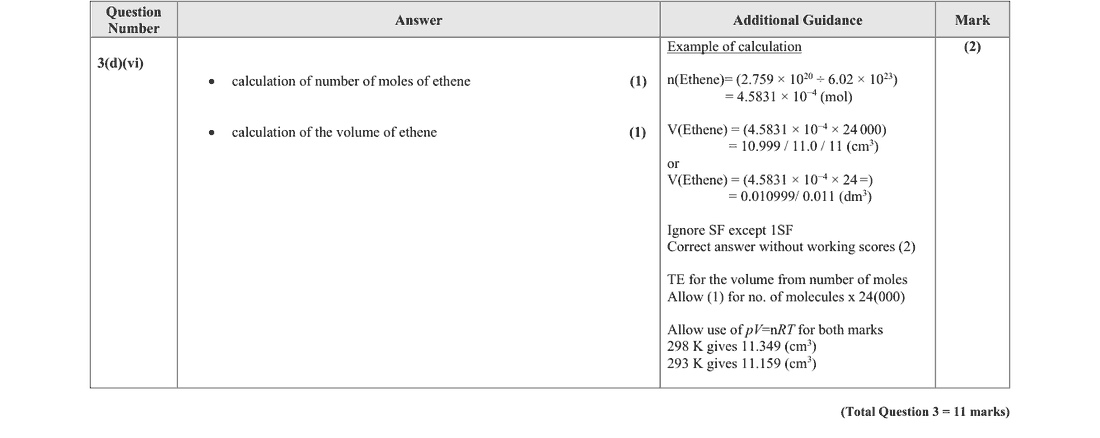 Question Number Answer Additional Guidance Mark
3(d)(vi)
• calculation of number of moles of ethene (1)
• calculation of the volume of ethene (1)
Example of calculation
n(Ethene)= (2.759 × 10²⁰ ÷ 6.02 × 10²³)
= 4.5831 × 10⁻⁴ (mol)
V(Ethene) = (4.5831 × 10⁻⁴ × 24 000)
= 10.999 / 11.0 / 11 (cm³)
or
V(Ethene) = (4.5831 × 10⁻⁴ × 24 =)
= 0.010999/ 0.011 (dm³)
Ignore SF except 1SF
Correct answer without working scores (2)
TE for the volume from number of moles
Allow (1) for no. of molecules x 24(000)
Allow use of pV=nRT for both marks
298 K gives 11.349 (cm³)
293 K gives 11.159 (cm³)
(2)
(Total Question 3 = 11 marks)